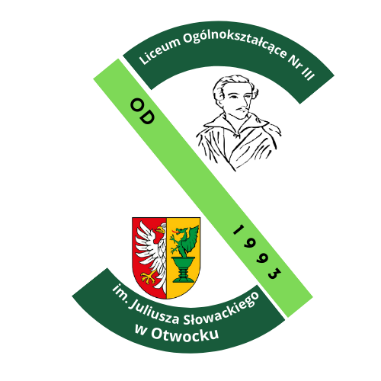 Liceum Ogólnokształcące Nr III
OD 1993
im. Juliusza Słowackiego
w Otwocku